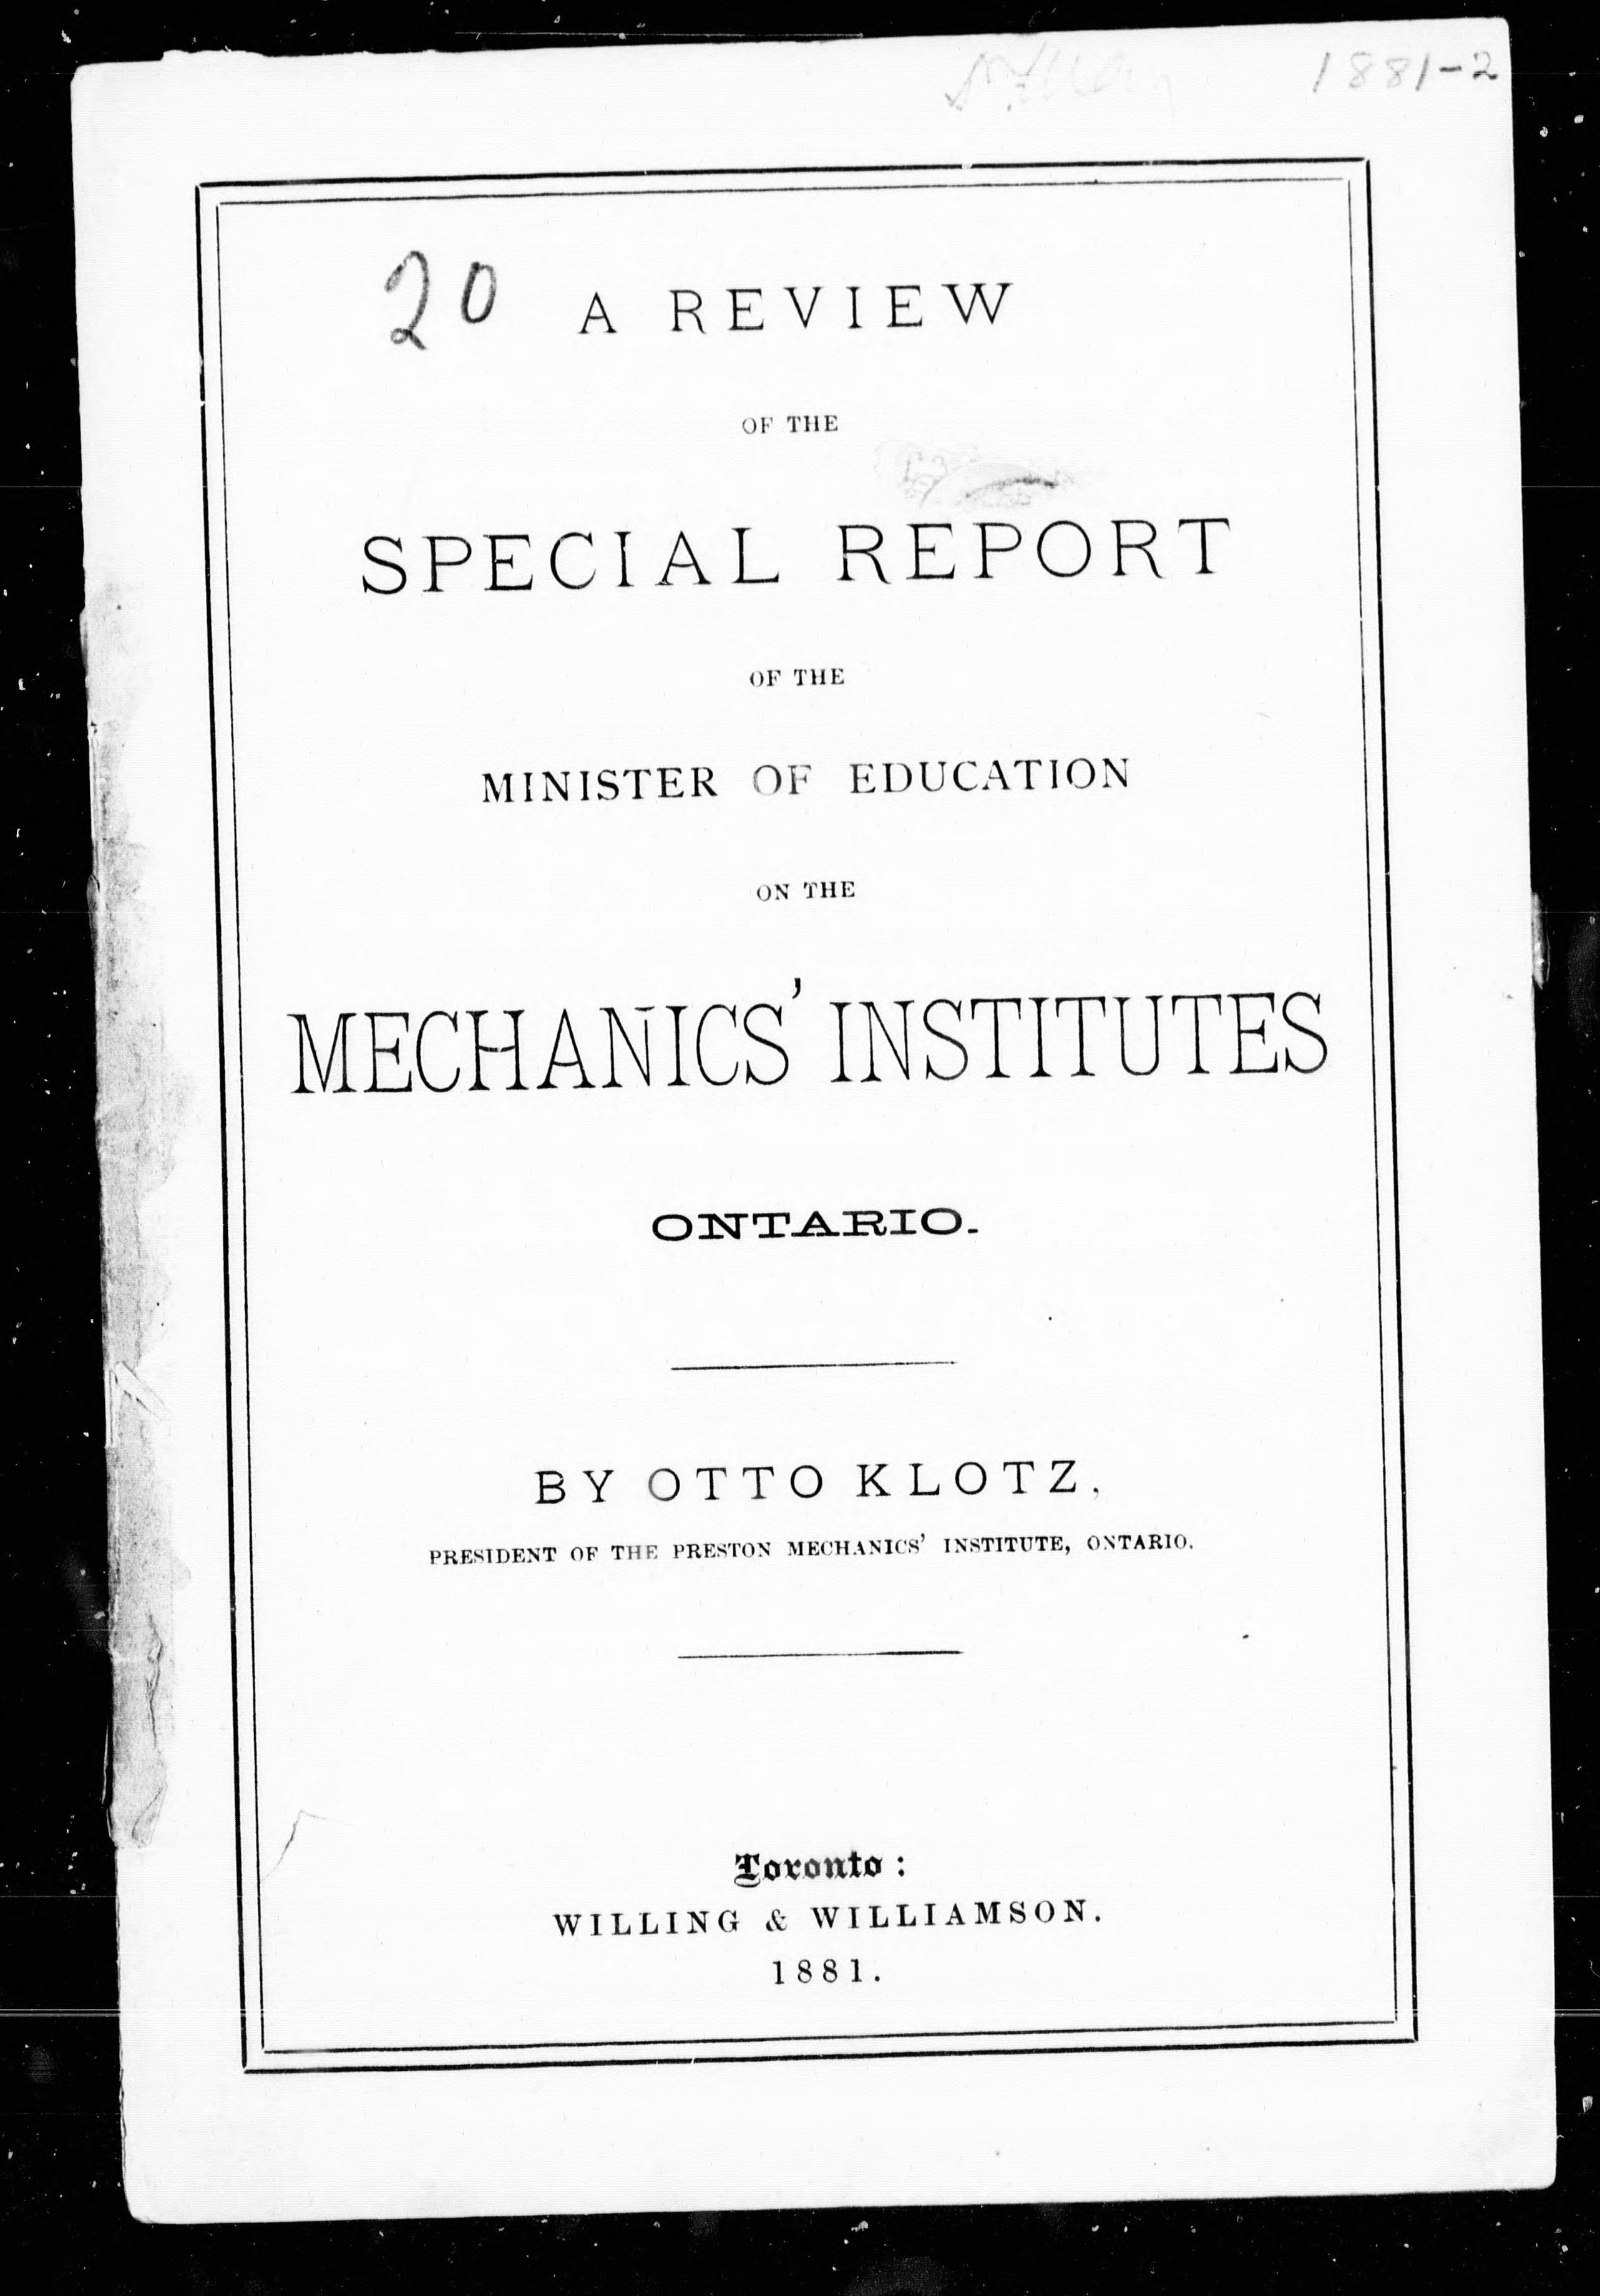 1881-2
20
A REVIEW
OF THE
SPECIAL REPORT
OF THE
MINISTER OF EDUCATION
ON THE
MECHANICS' INSTITUTES
ONTARIO.
BY OTTO KLOTZ,
PRESIDENT OF THE PRESTON MECHANICS' INSTITUTE, ONTARIO.
Toronto:
WILLING & WILLIAMSON.
1881.